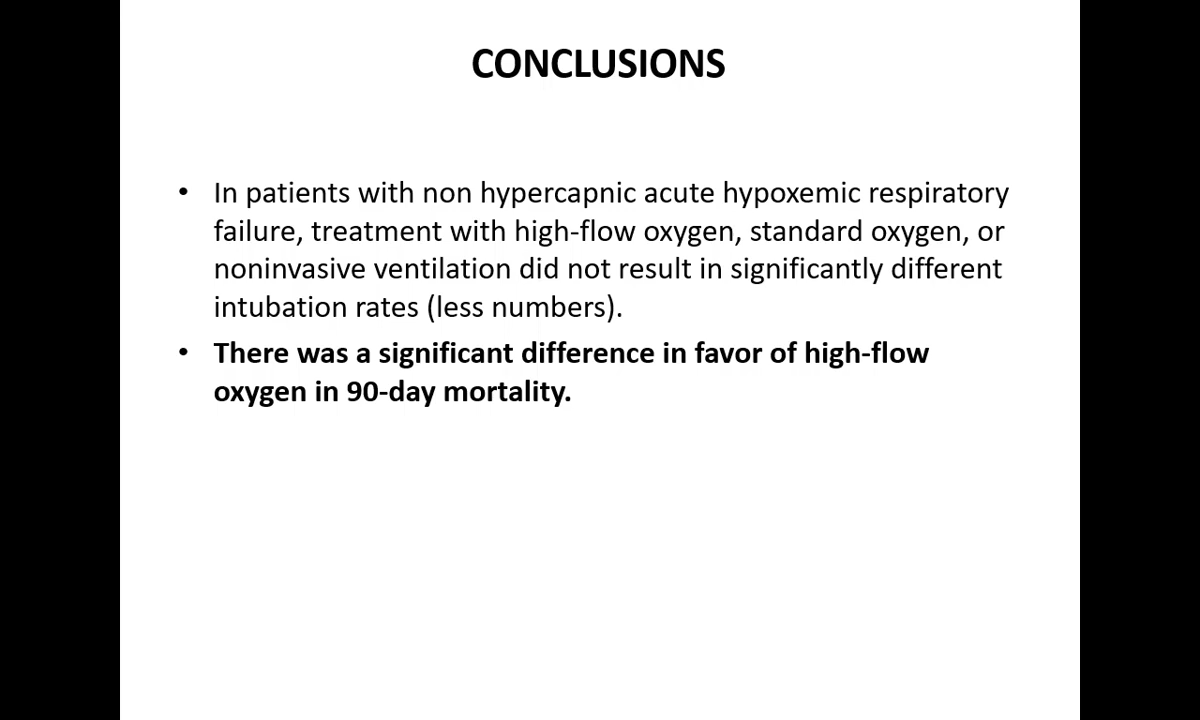 CONCLUSIONS
• In patients with non hypercapnic acute hypoxemic respiratory
failure, treatment with high-flow oxygen, standard oxygen, or
noninvasive ventilation did not result in significantly different
intubation rates (less numbers).
• There was a significant difference in favor of high-flow
oxygen in 90-day mortality.